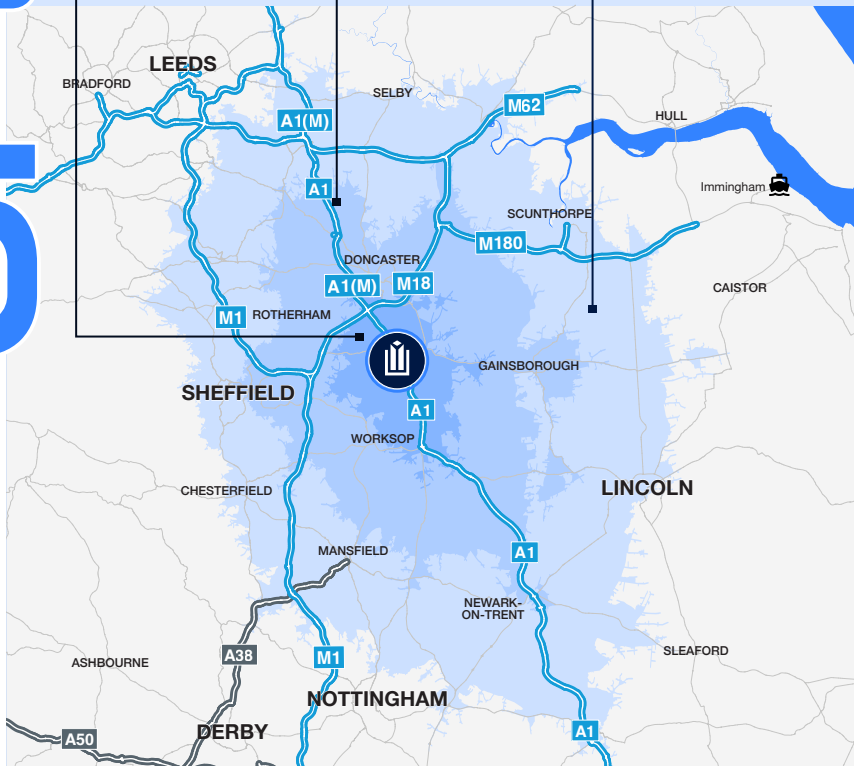 LEEDS
BRADFORD
SELBY
M62
A1(M)
HULL
A1
Immingham
SCUNTHORPE
M180
DONCASTER
A1(M)
M18
CAISTOR
M1
ROTHERHAM
GAINSBOROUGH
SHEFFIELD
A1
WORKSOP
CHESTERFIELD
LINCOLN
MANSFIELD
A1
NEWARK-
ON-TRENT
A38
M1
SLEAFORD
ASHBOURNE
NOTTINGHAM
DERBY
A1
A50